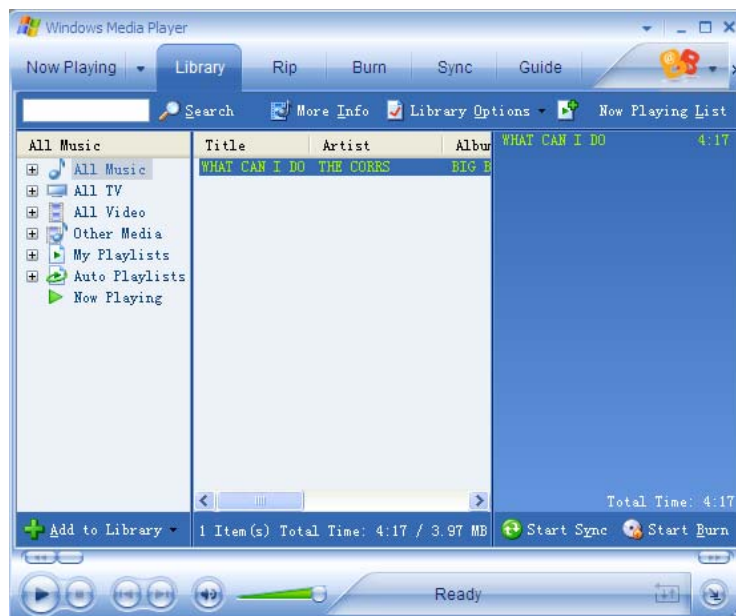 Windows Media Player
Now Playing Library Rip Burn Sync Guide
Search More Info Library Options Now Playing List
All Music
All Music
All TV
All Video
Other Media
My Playlists
Auto Playlists
Now Playing
Title Artist Albu
WHAT CAN I DO THE CORRS BIG B
WHAT CAN I DO 4:17
Total Time: 4:17
Add to Library 1 Item(s) Total Time: 4:17 / 3.97 MB Start Sync Start Burn
Ready